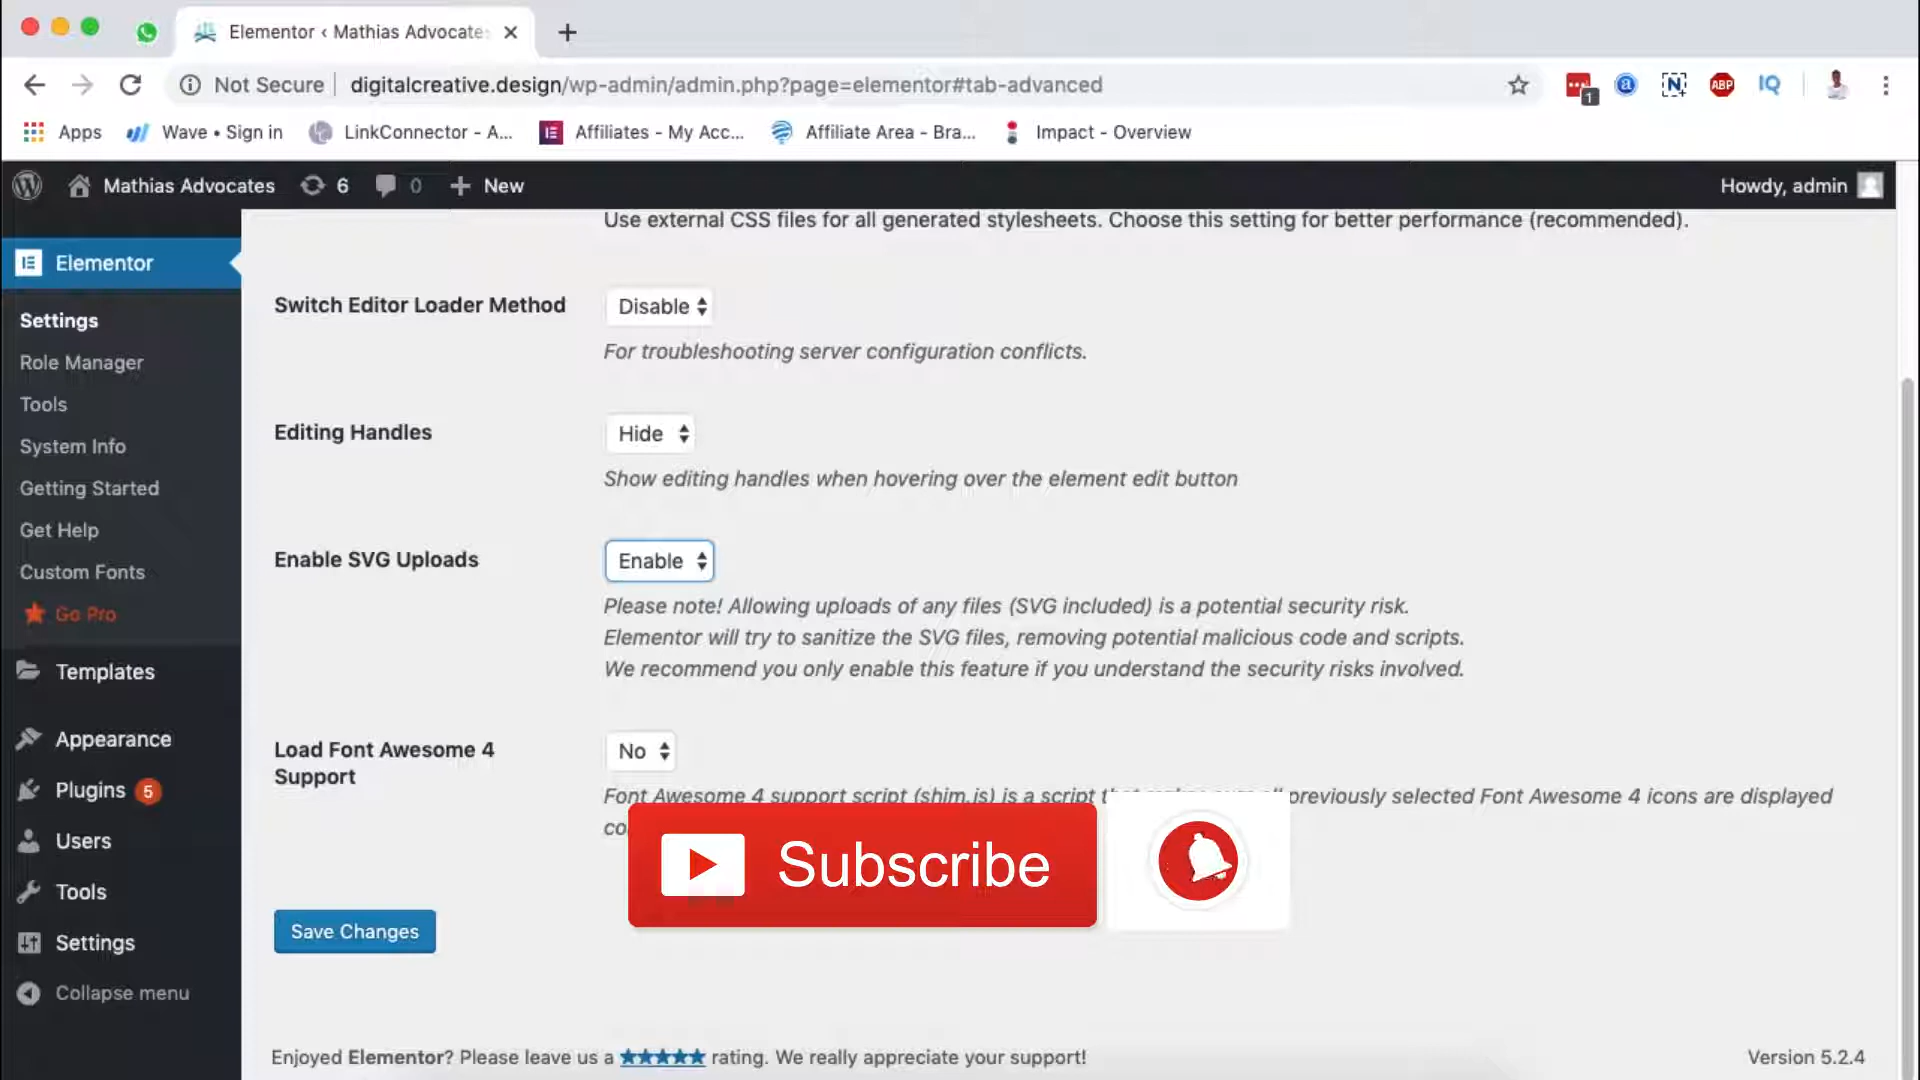 Elementor ‹ Mathias Advocates
Not Secure digitalcreative.design/wp-admin/admin.php?page=elementor#tab-advanced
1 a N ABP IQ
Apps Wave • Sign in LinkConnector - A... Affiliates - My Acc... Affiliate Area - Bra... Impact - Overview
Mathias Advocates 6 0 New Howdy, admin
Use external CSS files for all generated stylesheets. Choose this setting for better performance (recommended).
Elementor
Settings
Role Manager
Tools
System Info
Getting Started
Get Help
Custom Fonts
Go Pro
Templates
Appearance
Plugins 5
Users
Tools
Settings
Collapse menu
Switch Editor Loader Method Disable
For troubleshooting server configuration conflicts.
Editing Handles Hide
Show editing handles when hovering over the element edit button
Enable SVG Uploads Enable
Please note! Allowing uploads of any files (SVG included) is a potential security risk.
Elementor will try to sanitize the SVG files, removing potential malicious code and scripts.
We recommend you only enable this feature if you understand the security risks involved.
Load Font Awesome 4 No
Support
Font Awesome 4 support script (shim.js) is a script previously selected Font Awesome 4 icons are displayed
Subscribe
Save Changes
Enjoyed Elementor? Please leave us a ★★★★★ rating. We really appreciate your support!
Version 5.2.4